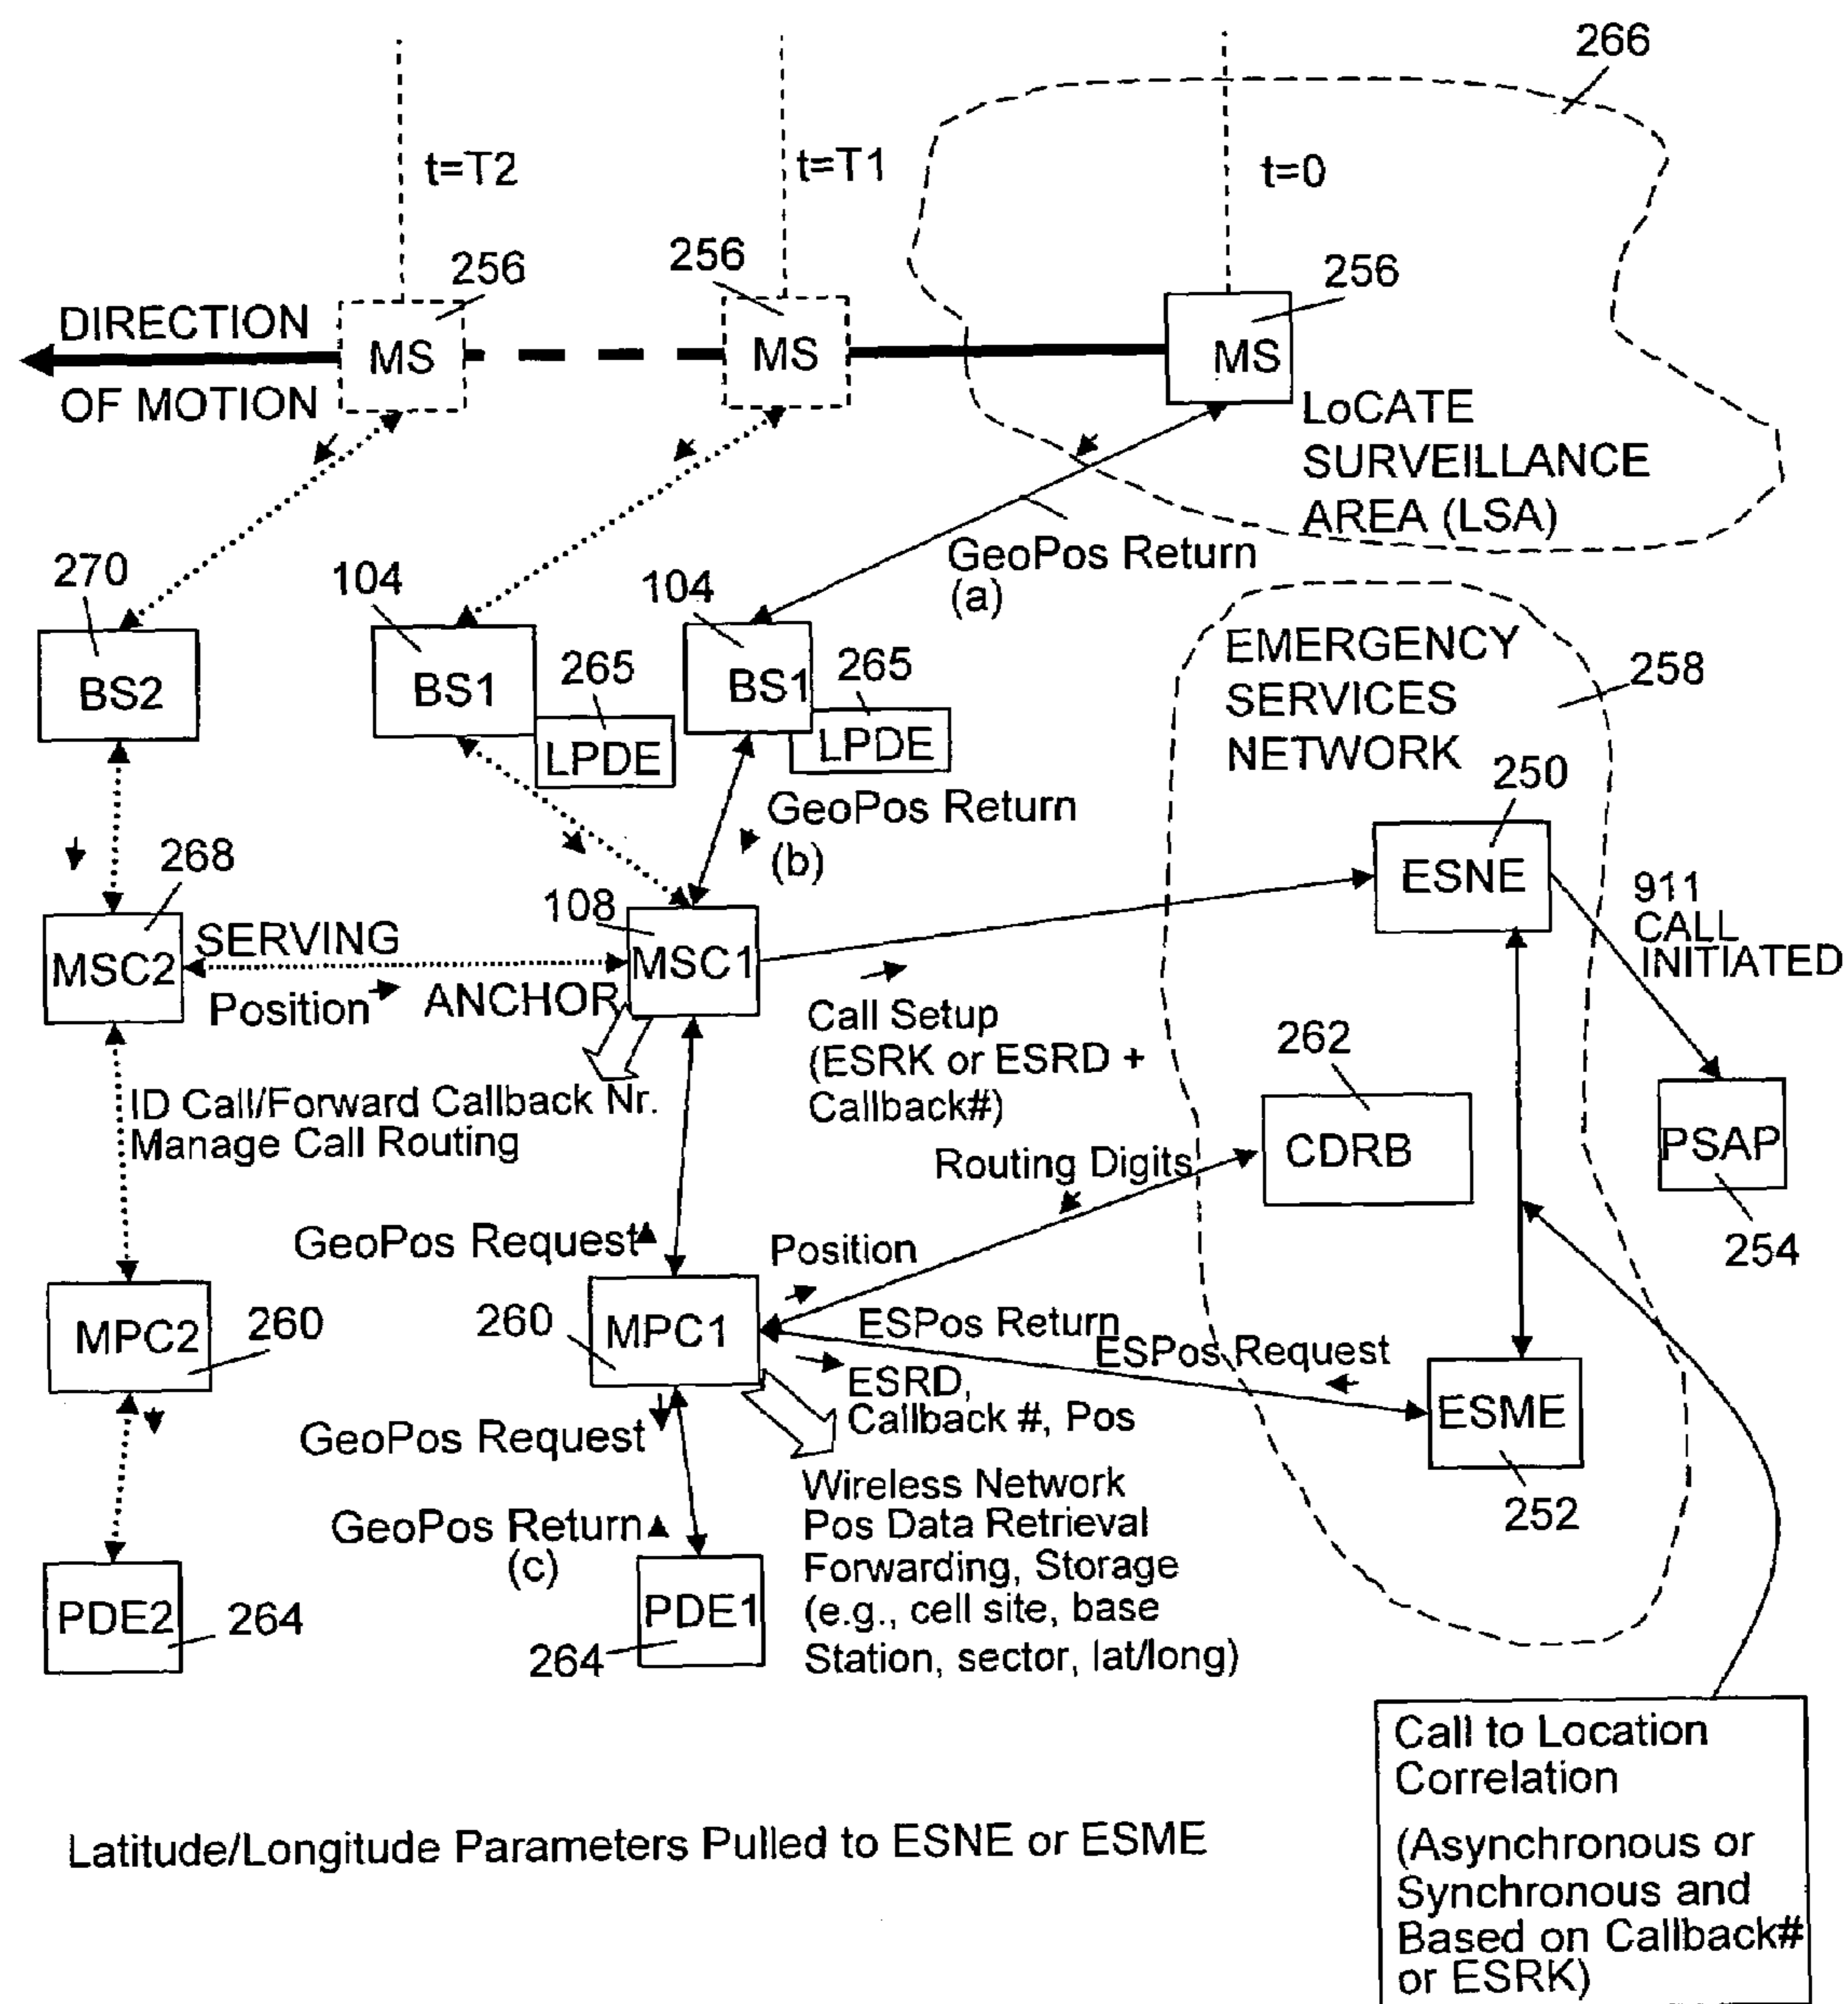 266
t=T2
t=T1
t=0
256
256
256
DIRECTION
OF MOTION
MS
MS
MS
LoCATE
SURVEILLANCE
AREA (LSA)
GeoPos Return
(a)
270
104
104
BS2
BS1
BS1
265
265
LPDE
LPDE
EMERGENCY
SERVICES
NETWORK
258
250
GeoPos Return
(b)
268
108
ESNE
911
CALL
INITIATED
MSC2
SERVING
Position
ANCHOR
MSC1
Call Setup
(ESRK or ESRD +
Callback#)
262
ID Call/Forward Callback Nr.
Manage Call Routing
CDRB
PSAP
254
Routing Digits
GeoPos Request
Position
MPC2
260
260
MPC1
ESPos Return
ESPos Request
ESRD,
Callback #, Pos
ESME
252
GeoPos Request
GeoPos Return
(c)
Wireless Network
Pos Data Retrieval
Forwarding, Storage
(e.g., cell site, base
Station, sector, lat/long)
PDE2
264
PDE1
264
Call to Location
Correlation
(Asynchronous or
Synchronous and
Based on Callback#
or ESRK)
Latitude/Longitude Parameters Pulled to ESNE or ESME